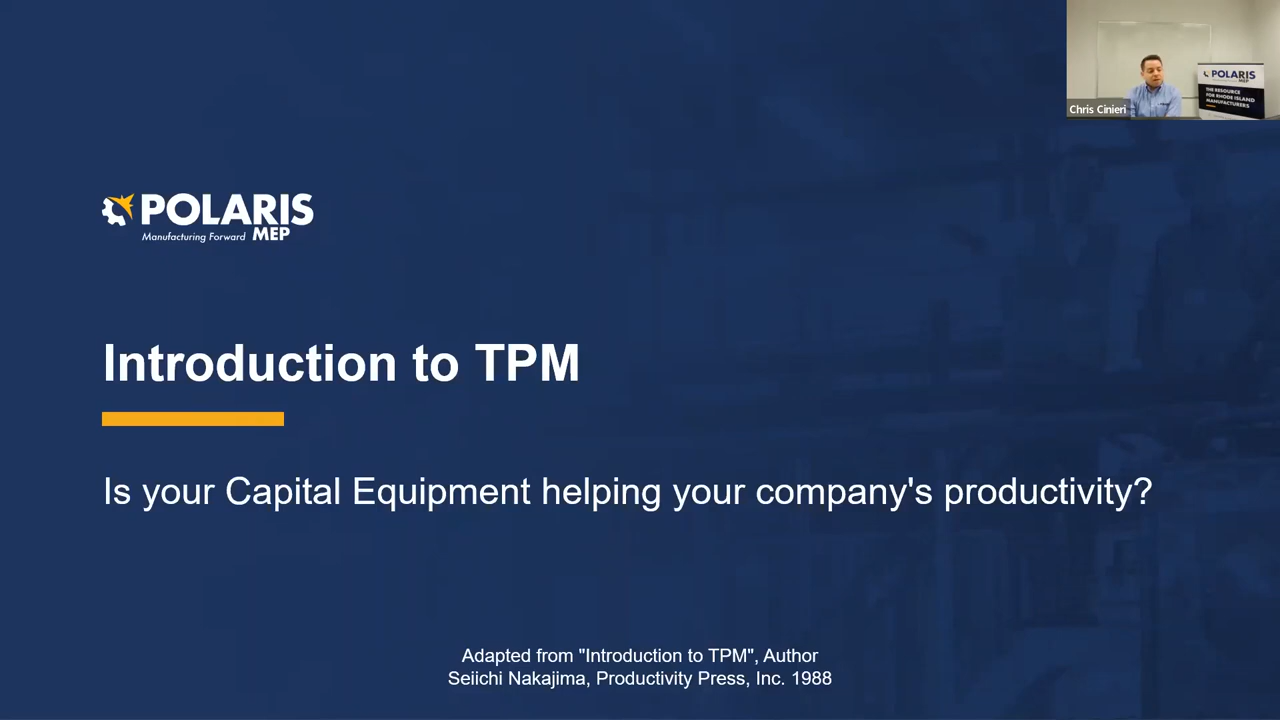 POLARIS
MEP
THE RESOURCE
FOR RHODE ISLAND
MANUFACTURERS
Chris Cinieri
POLARIS
Manufacturing Forward MEP
Introduction to TPM
Is your Capital Equipment helping your company's productivity?
Adapted from "Introduction to TPM", Author
Seiichi Nakajima, Productivity Press, Inc. 1988